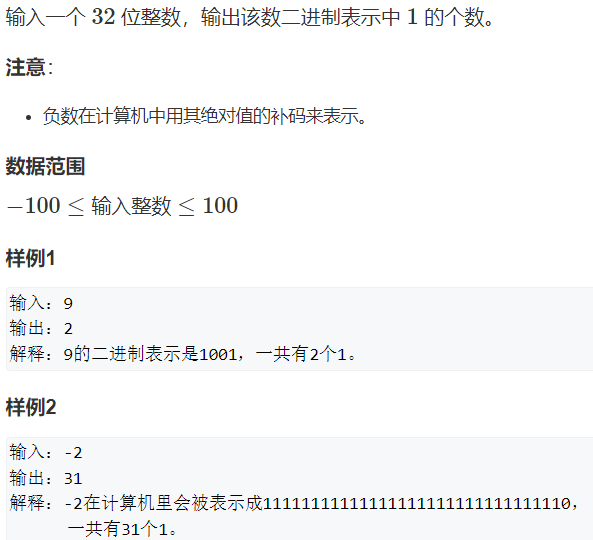 输入一个 32 位整数，输出该数二进制表示中 1 的个数。
注意：
• 负数在计算机中用其绝对值的补码来表示。
数据范围
−100 ≤ 输入整数 ≤ 100
样例1
输入：9
输出：2
解释：9的二进制表示是1001，一共有2个1。
样例2
输入：-2
输出：31
解释：-2在计算机里会被表示成11111111111111111111111111111110，
一共有31个1。